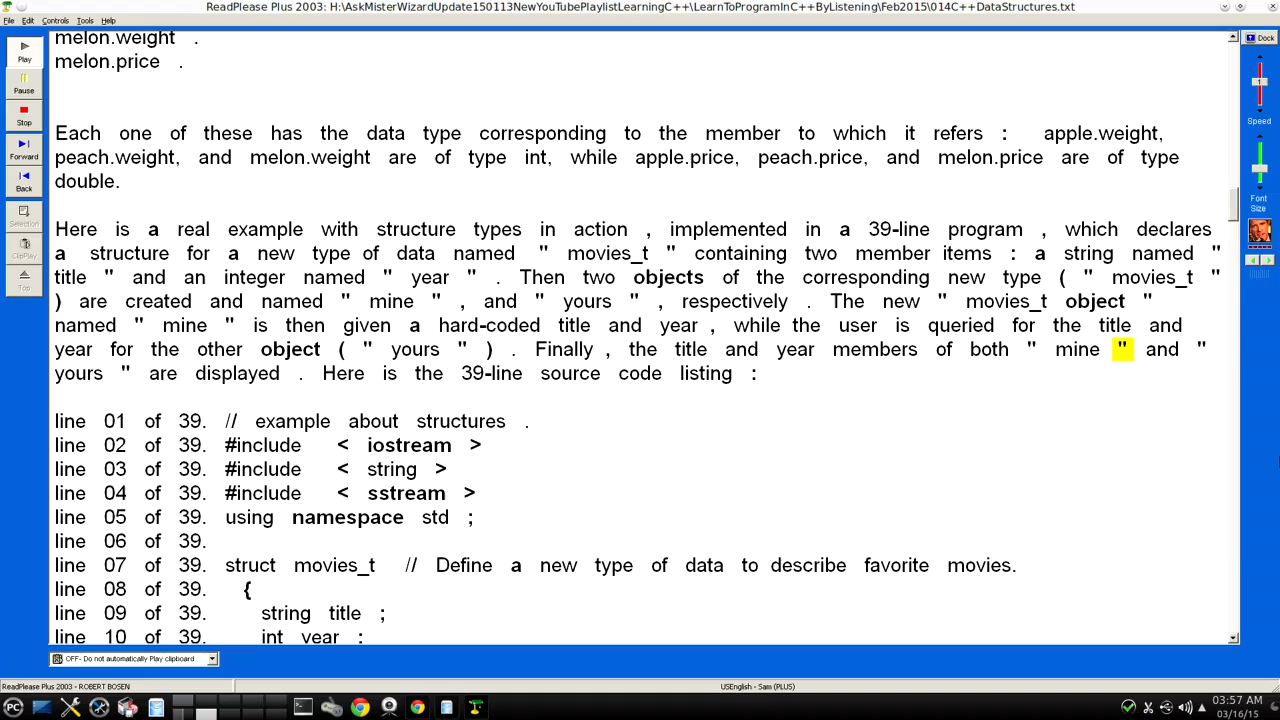 ReadPlease Plus 2003: H:\AskMisterWizardUpdate150113NewYouTubePlaylistLearningC++\LearnToProgramInC++ByListening\Feb2015\014C++DataStructures.txt
File Edit Controls Tools Help
Dock
Play
Pause
Stop
Forward
Back
Selection
ClipPlay
Top
Speed
Font
Size
melon.weight .
melon.price .
Each one of these has the data type corresponding to the member to which it refers : apple.weight,
peach.weight, and melon.weight are of type int, while apple.price, peach.price, and melon.price are of type
double.
Here is a real example with structure types in action , implemented in a 39-line program , which declares
a structure for a new type of data named " movies_t " containing two member items : a string named "
title " and an integer named " year " . Then two objects of the corresponding new type ( " movies_t "
) are created and named " mine " , and " yours " , respectively . The new " movies_t object "
named " mine " is then given a hard-coded title and year , while the user is queried for the title and
year for the other object ( " yours " ) . Finally , the title and year members of both " mine " and "
yours " are displayed . Here is the 39-line source code listing :
line 01 of 39. // example about structures .
line 02 of 39. #include < iostream >
line 03 of 39. #include < string >
line 04 of 39. #include < sstream >
line 05 of 39. using namespace std ;
line 06 of 39.
line 07 of 39. struct movies_t // Define a new type of data to describe favorite movies.
line 08 of 39. {
line 09 of 39. string title ;
line 10 of 39. int year ;
OFF- Do not automatically Play clipboard
ReadPlease Plus 2003 - ROBERT BOSEN
USEnglish - Sam (PLUS)
03:57 AM
03/16/15